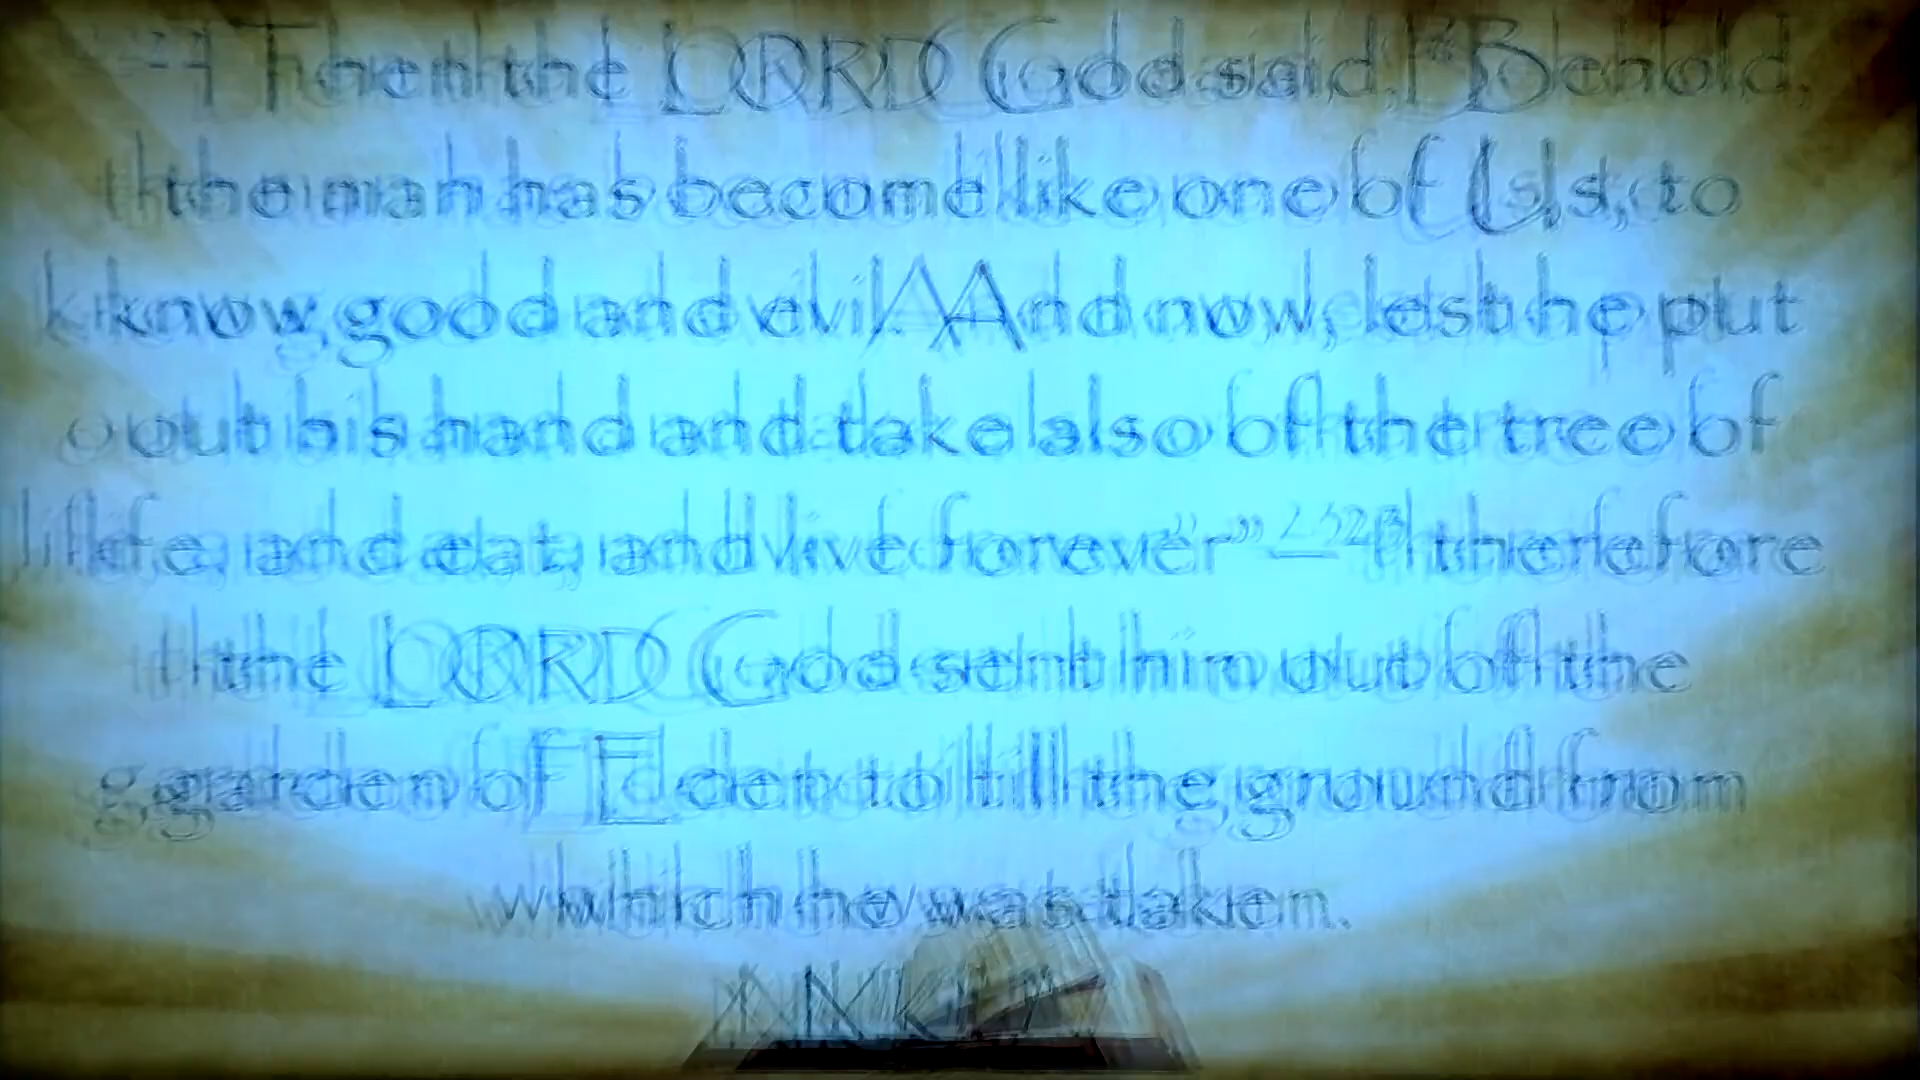 Then the LORD God said, "Behold,
the man has become like one of Us, to
know good and evil. And now, lest he put
out his hand and take also of the tree of
life, and eat, and live forever"— 23 therefore
the LORD God sent him out of the
garden of Eden to till the ground from
which he was taken.
NKJV